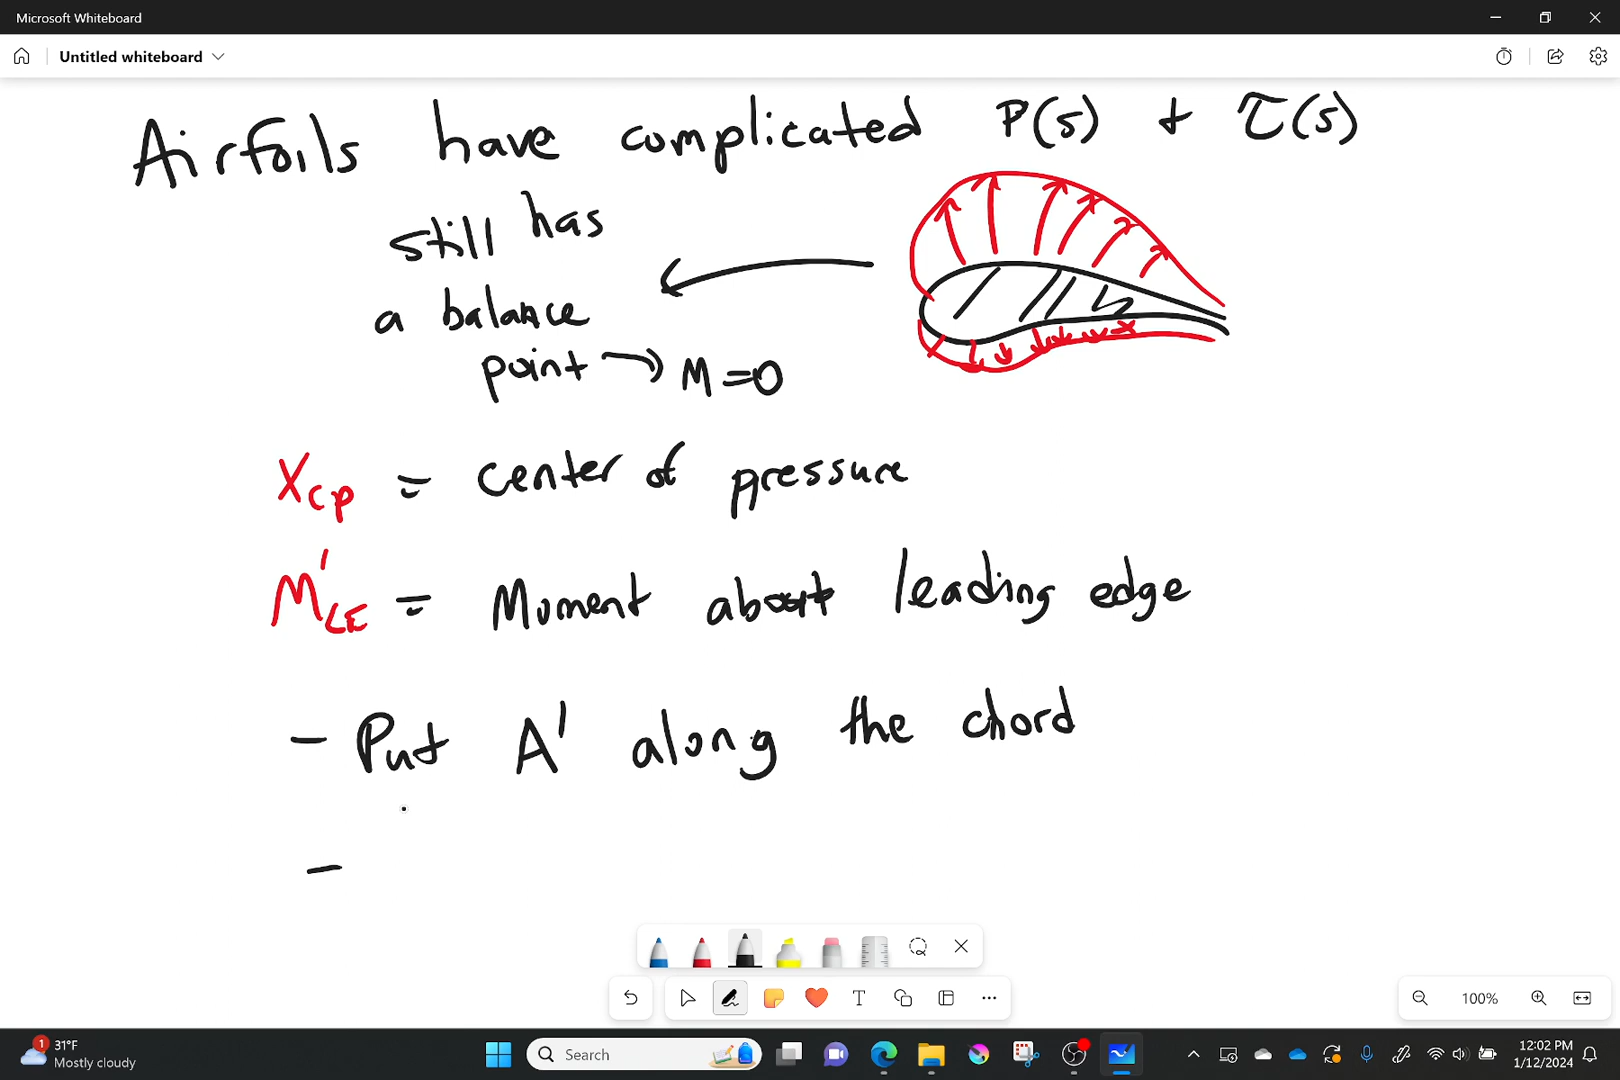 Microsoft Whiteboard
Untitled whiteboard
Airfoils have complicated P(s) + τ(s)
still has
a balance
point → M = 0
Xcp = center of pressure
M'LE = Moment about leading edge
- Put A' along the chord
-
100%
1
31°F
Mostly cloudy
Search
12:02 PM
1/12/2024